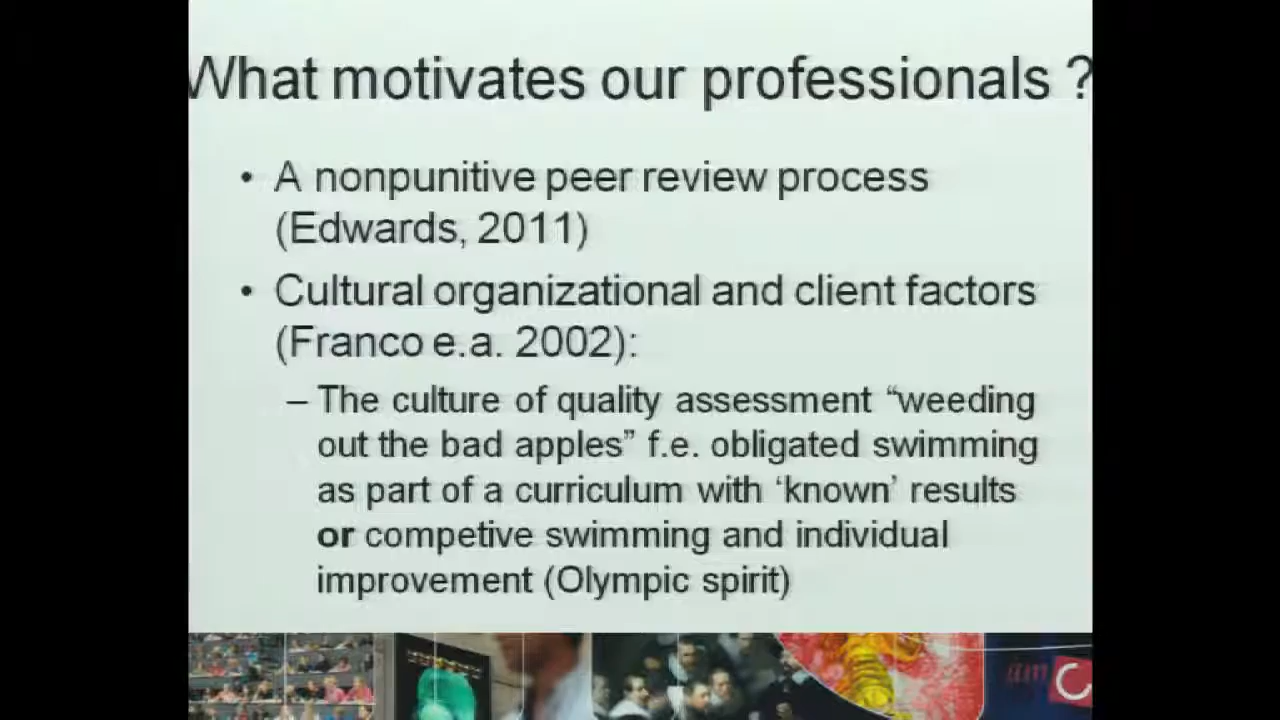 What motivates our professionals ?
• A nonpunitive peer review process
(Edwards, 2011)
• Cultural organizational and client factors
(Franco e.a. 2002):
– The culture of quality assessment “weeding
out the bad apples” f.e. obligated swimming
as part of a curriculum with ‘known’ results
or competive swimming and individual
improvement (Olympic spirit)